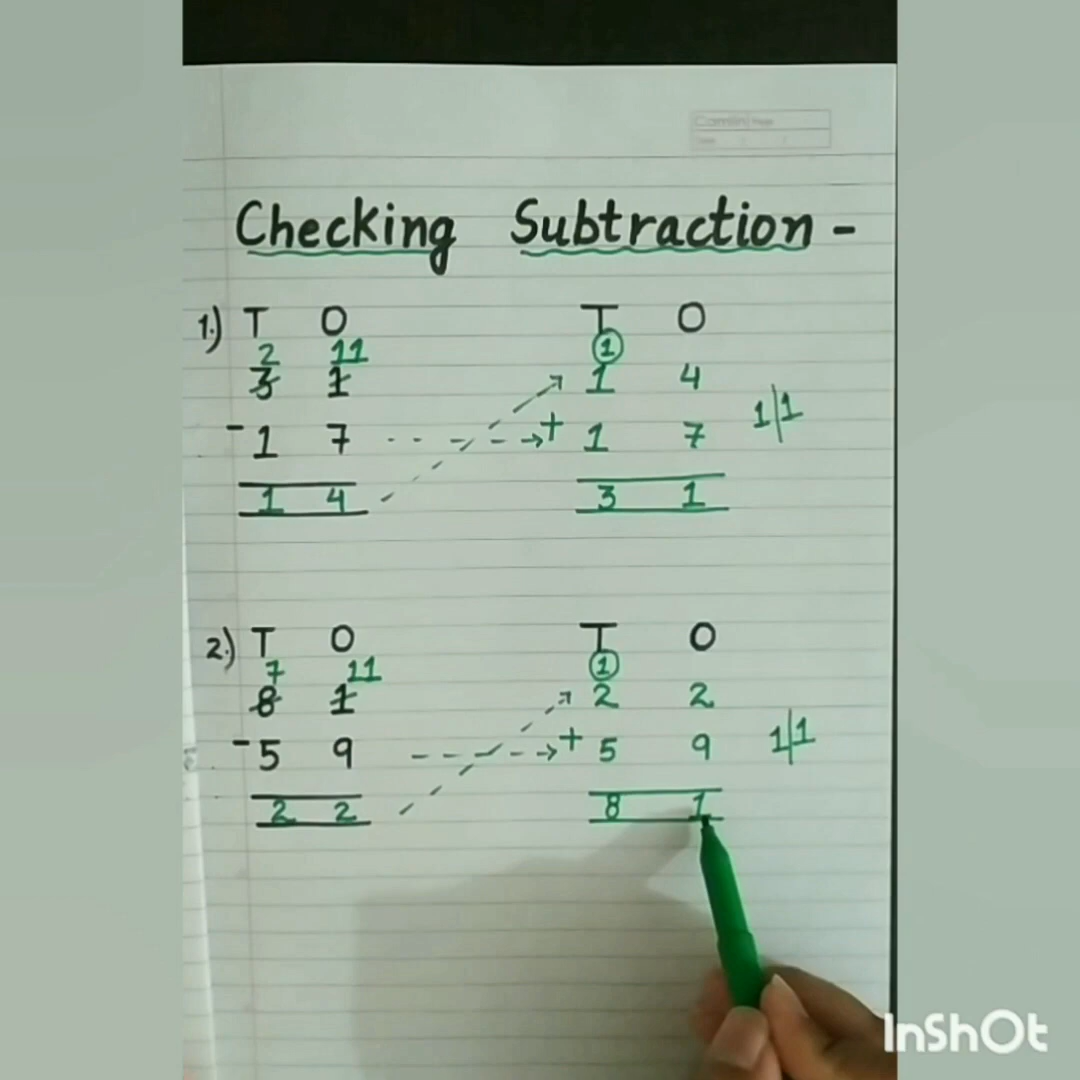 Camlin
Checking Subtraction -
1.) T O T O
2 11 1
3 1 1 4
- 1 7 + 1 7 1|1
1 4 3 1
2.) T O T O
7 11 1
8 1 2 2
- 5 9 + 5 9 1|1
2 2 8 1
InShOt